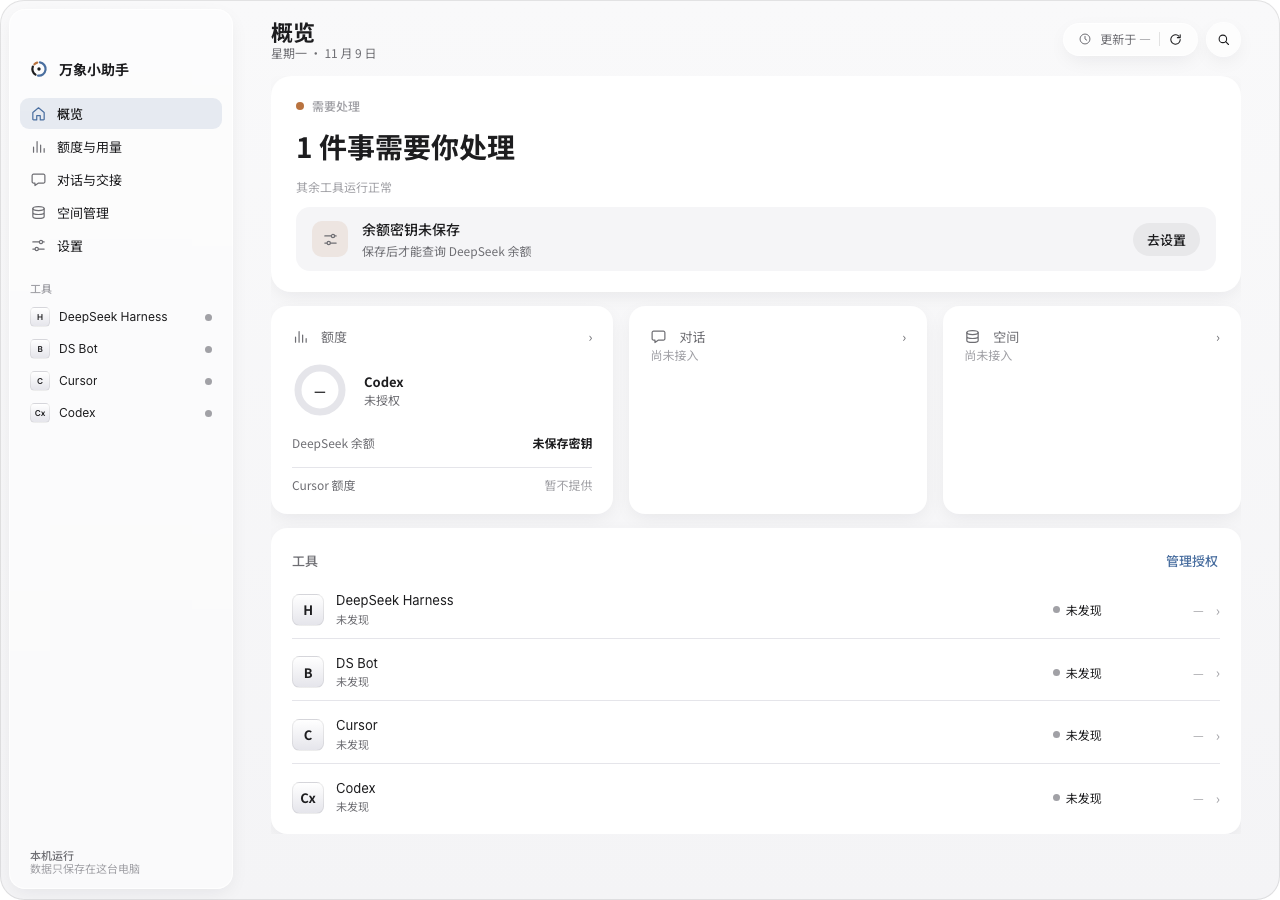 万象小助手
概览
额度与用量
对话与交接
空间管理
设置
工具
H DeepSeek Harness
B DS Bot
C Cursor
Cx Codex
本机运行
数据只保存在这台电脑
概览
星期一 · 11 月 9 日
更新于 —
需要处理
1 件事需要你处理
其余工具运行正常
余额密钥未保存
保存后才能查询 DeepSeek 余额
去设置
额度 ›
— Codex
未授权
DeepSeek 余额 未保存密钥
Cursor 额度 暂不提供
对话 ›
尚未接入
空间 ›
尚未接入
工具 管理授权
H DeepSeek Harness
未发现
未发现 — ›
B DS Bot
未发现
未发现 — ›
C Cursor
未发现
未发现 — ›
Cx Codex
未发现
未发现 — ›